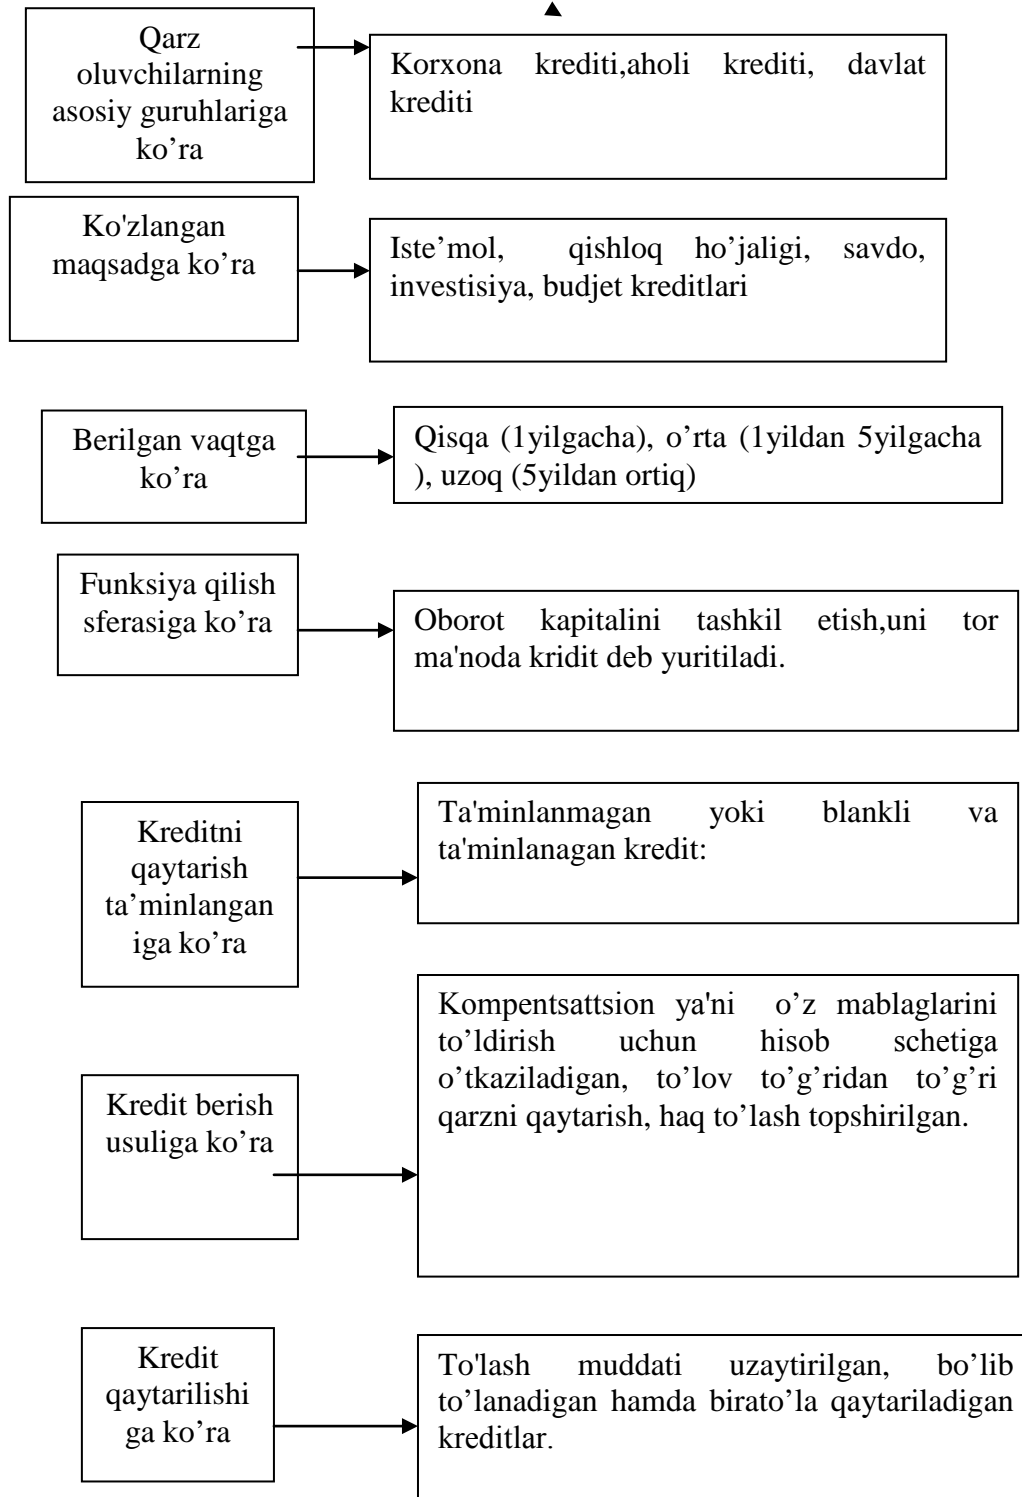 Qarz
oluvchilarning
asosiy guruhlariga
ko’ra
Korxona krediti,aholi krediti, davlat
krediti
Ko'zlangan
maqsadga ko’ra
Iste’mol, qishloq ho’jaligi, savdo,
investisiya, budjet kreditlari
Berilgan vaqtga
ko’ra
Qisqa (1yilgacha), o’rta (1yildan 5yilgacha
), uzoq (5yildan ortiq)
Funksiya qilish
sferasiga ko’ra
Oborot kapitalini tashkil etish,uni tor
ma'noda kridit deb yuritiladi.
Kreditni
qaytarish
ta’minlangan
iga ko’ra
Ta'minlanmagan yoki blankli va
ta'minlanagan kredit:
Kredit berish
usuliga ko’ra
Kompentsattsion ya'ni o’z mablaglarini
to’ldirish uchun hisob schetiga
o’tkaziladigan, to’lov to’g’ridan to’g’ri
qarzni qaytarish, haq to’lash topshirilgan.
Kredit
qaytarilishi
ga ko’ra
To'lash muddati uzaytirilgan, bo’lib
to’lanadigan hamda birato’la qaytariladigan
kreditlar.